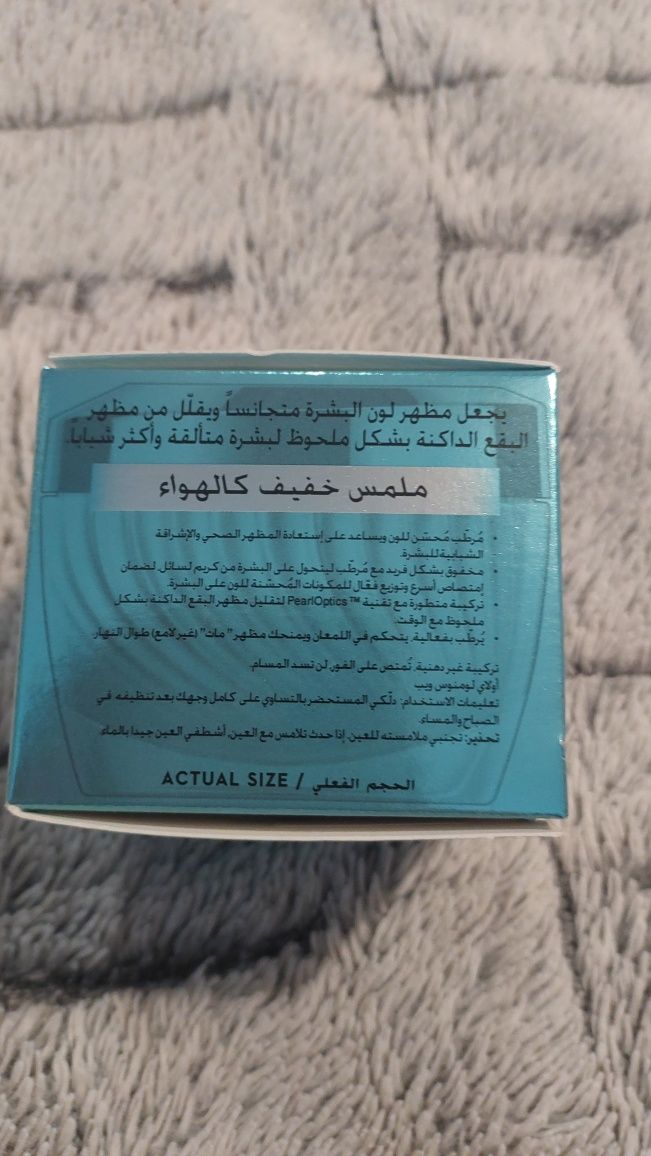 يجعل مظهر لون البشرة متجانساً ويقلّل من مظهر
البقع الداكنة بشكل ملحوظ لبشرة متألقة وأكثر شباباً.
ملمس خفيف كالهواء
• مُرطّب مُحسّن للون ويساعد على إستعادة المظهر الصحي والإشراقة
الشبابية للبشرة.
• مخفوق بشكل فريد مع مُرطّب ليتحول على البشرة من كريم لسائل، لضمان
إمتصاص أسرع وتوزيع فعّال للمكونات المُحسّنة للون على البشرة.
• تركيبة متطورة مع تقنية PearlOptics™ لتقليل مظهر البقع الداكنة بشكل
ملحوظ مع الوقت.
• يُرطّب بفعالية، يتحكم في اللمعان ويمنحك مظهر "مات" (غير لامع) طوال النهار.
تركيبة غير دهنية، تُمتص على الفور، لن تسد المسام.
أولاي لومنوس ويب
تعليمات الاستخدام: دلّكي المستحضر بالتساوي على كامل وجهك بعد تنظيفه في
الصباح والمساء.
تحذير: تجنبي ملامسته للعين. إذا حدث تلامس مع العين، أشطفي العين جيدا بالماء.
الحجم الفعلي / ACTUAL SIZE